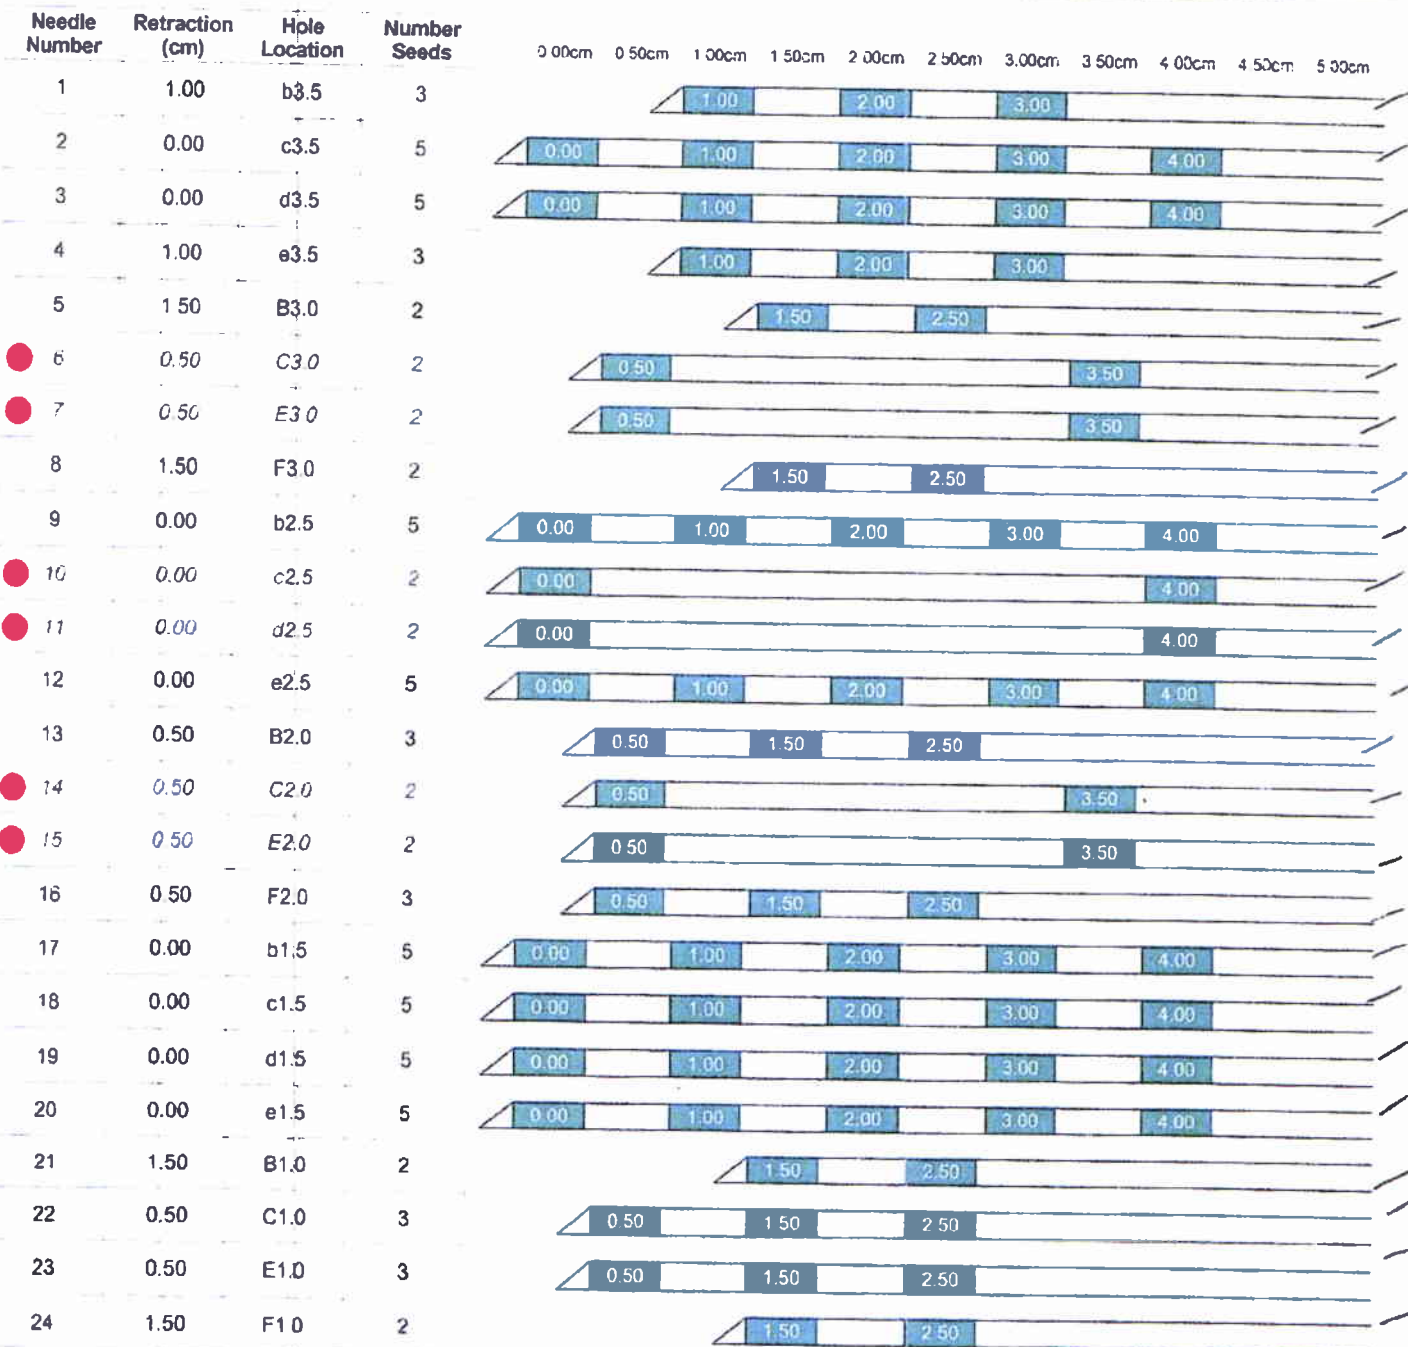 Needle Number Retraction (cm) Hole Location Number Seeds 0 00cm 0 50cm 1 00cm 1 50cm 2 00cm 2 50cm 3.00cm 3 50cm 4 00cm 4 50cm 5 00cm
1 1.00 b3.5 3 1.00 2.00 3.00
2 0.00 c3.5 5 0.00 1.00 2.00 3.00 4.00
3 0.00 d3.5 5 0.00 1.00 2.00 3.00 4.00
4 1.00 e3.5 3 1.00 2.00 3.00
5 1 50 B3.0 2 1.50 2.50
6 0.50 C3.0 2 0.50 3.50
7 0.50 E3 0 2 0.50 3.50
8 1.50 F3.0 2 1.50 2.50
9 0.00 b2.5 5 0.00 1.00 2.00 3.00 4.00
10 0.00 c2.5 2 0.00 4.00
11 0.00 d2.5 2 0.00 4.00
12 0.00 e2.5 5 0.00 1.00 2.00 3.00 4.00
13 0.50 B2.0 3 0.50 1.50 2.50
14 0.50 C2.0 2 0.50 3.50
15 0 50 E2.0 2 0 50 3.50
16 0.50 F2.0 3 0.50 1.50 2.50
17 0.00 b1.5 5 0.00 1.00 2.00 3.00 4.00
18 0.00 c1.5 5 0.00 1.00 2.00 3.00 4.00
19 0.00 d1.5 5 0.00 1.00 2.00 3.00 4.00
20 0.00 e1.5 5 0.00 1.00 2.00 3.00 4.00
21 1.50 B1.0 2 1.50 2.50
22 0.50 C1.0 3 0 50 1 50 2 50
23 0.50 E1.0 3 0.50 1.50 2.50
24 1.50 F1 0 2 1.50 2 50